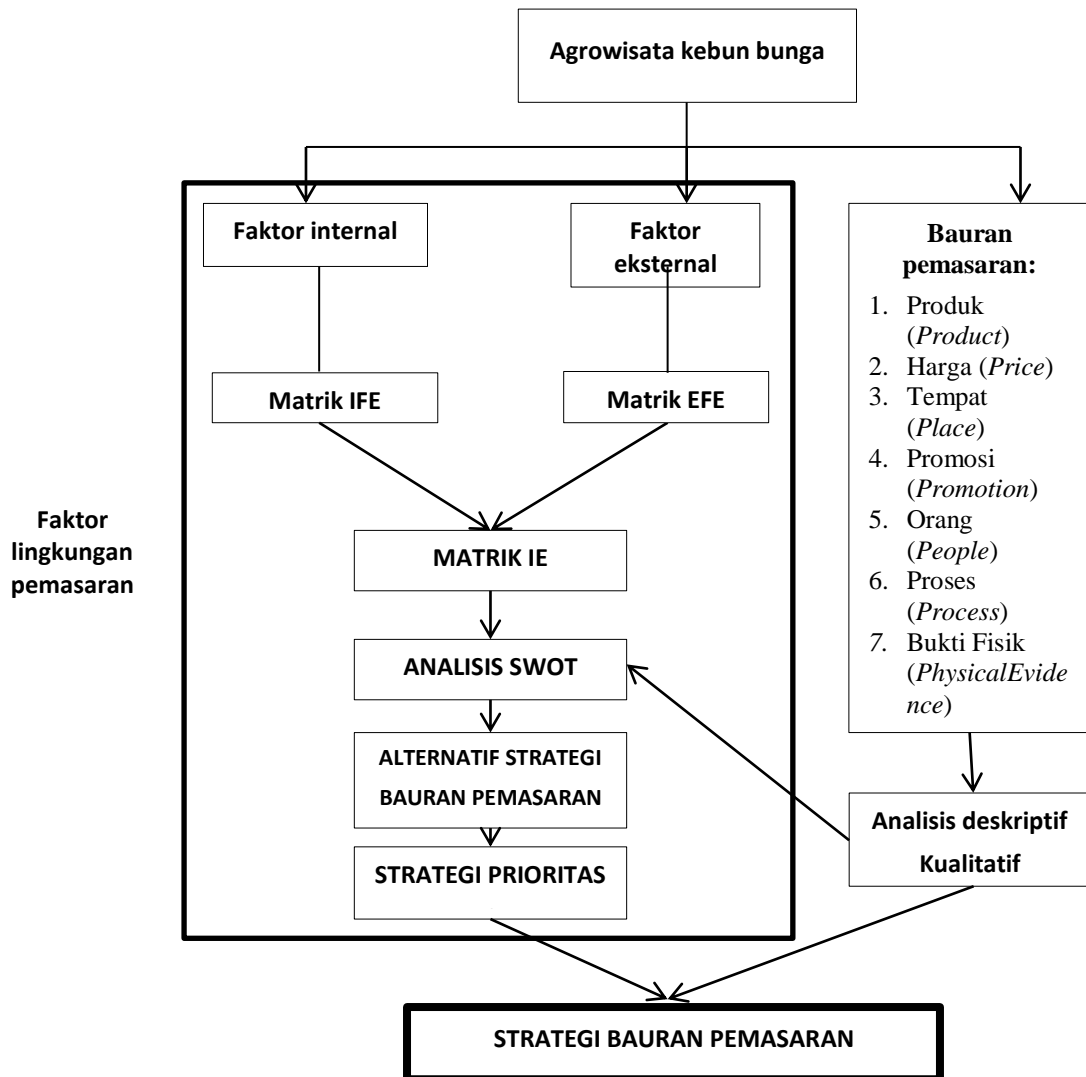 Agrowisata kebun bunga
Faktor internal
Faktor
eksternal
Matrik IFE
Matrik EFE
Faktor
lingkungan
pemasaran
MATRIK IE
ANALISIS SWOT
ALTERNATIF STRATEGI
BAURAN PEMASARAN
STRATEGI PRIORITAS
Bauran
pemasaran:
1. Produk
(Product)
2. Harga (Price)
3. Tempat
(Place)
4. Promosi
(Promotion)
5. Orang
(People)
6. Proses
(Process)
7. Bukti Fisik
(PhysicalEvide
nce)
Analisis deskriptif
Kualitatif
STRATEGI BAURAN PEMASARAN